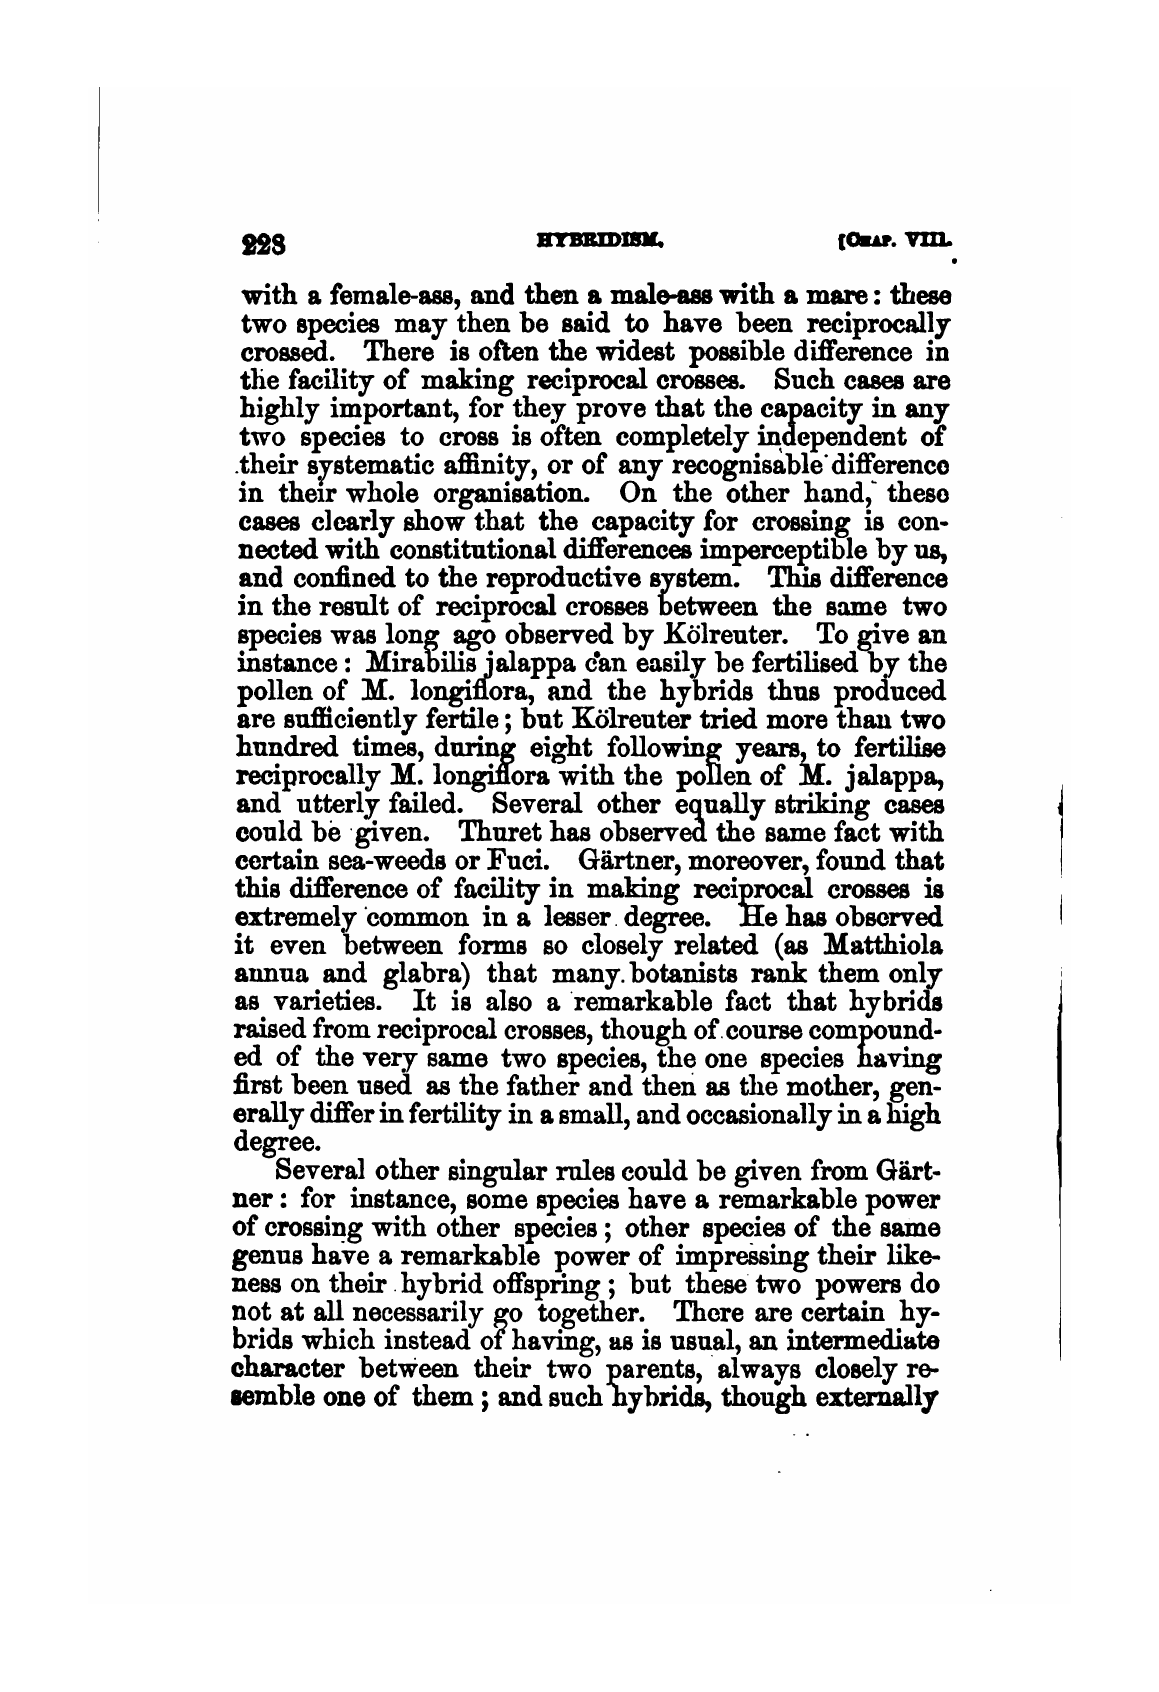 228 HYBRIDISM. [CHAP. VIII.
with a female-ass, and then a male-ass with a mare: these
two species may then be said to have been reciprocally
crossed. There is often the widest possible difference in
the facility of making reciprocal crosses. Such cases are
highly important, for they prove that the capacity in any
two species to cross is often completely independent of
their systematic affinity, or of any recognisable difference
in their whole organisation. On the other hand, these
cases clearly show that the capacity for crossing is con-
nected with constitutional differences imperceptible by us,
and confined to the reproductive system. This difference
in the result of reciprocal crosses between the same two
species was long ago observed by Kölreuter. To give an
instance: Mirabilis jalappa can easily be fertilised by the
pollen of M. longiflora, and the hybrids thus produced
are sufficiently fertile; but Kölreuter tried more than two
hundred times, during eight following years, to fertilise
reciprocally M. longiflora with the pollen of M. jalappa,
and utterly failed. Several other equally striking cases
could be given. Thuret has observed the same fact with
certain sea-weeds or Fuci. Gärtner, moreover, found that
this difference of facility in making reciprocal crosses is
extremely common in a lesser degree. He has observed
it even between forms so closely related (as Matthiola
annua and glabra) that many botanists rank them only
as varieties. It is also a remarkable fact that hybrids
raised from reciprocal crosses, though of course compound-
ed of the very same two species, the one species having
first been used as the father and then as the mother, gen-
erally differ in fertility in a small, and occasionally in a high
degree.
Several other singular rules could be given from Gärt-
ner: for instance, some species have a remarkable power
of crossing with other species; other species of the same
genus have a remarkable power of impressing their like-
ness on their hybrid offspring; but these two powers do
not at all necessarily go together. There are certain hy-
brids which instead of having, as is usual, an intermediate
character between their two parents, always closely re-
semble one of them; and such hybrids, though externally